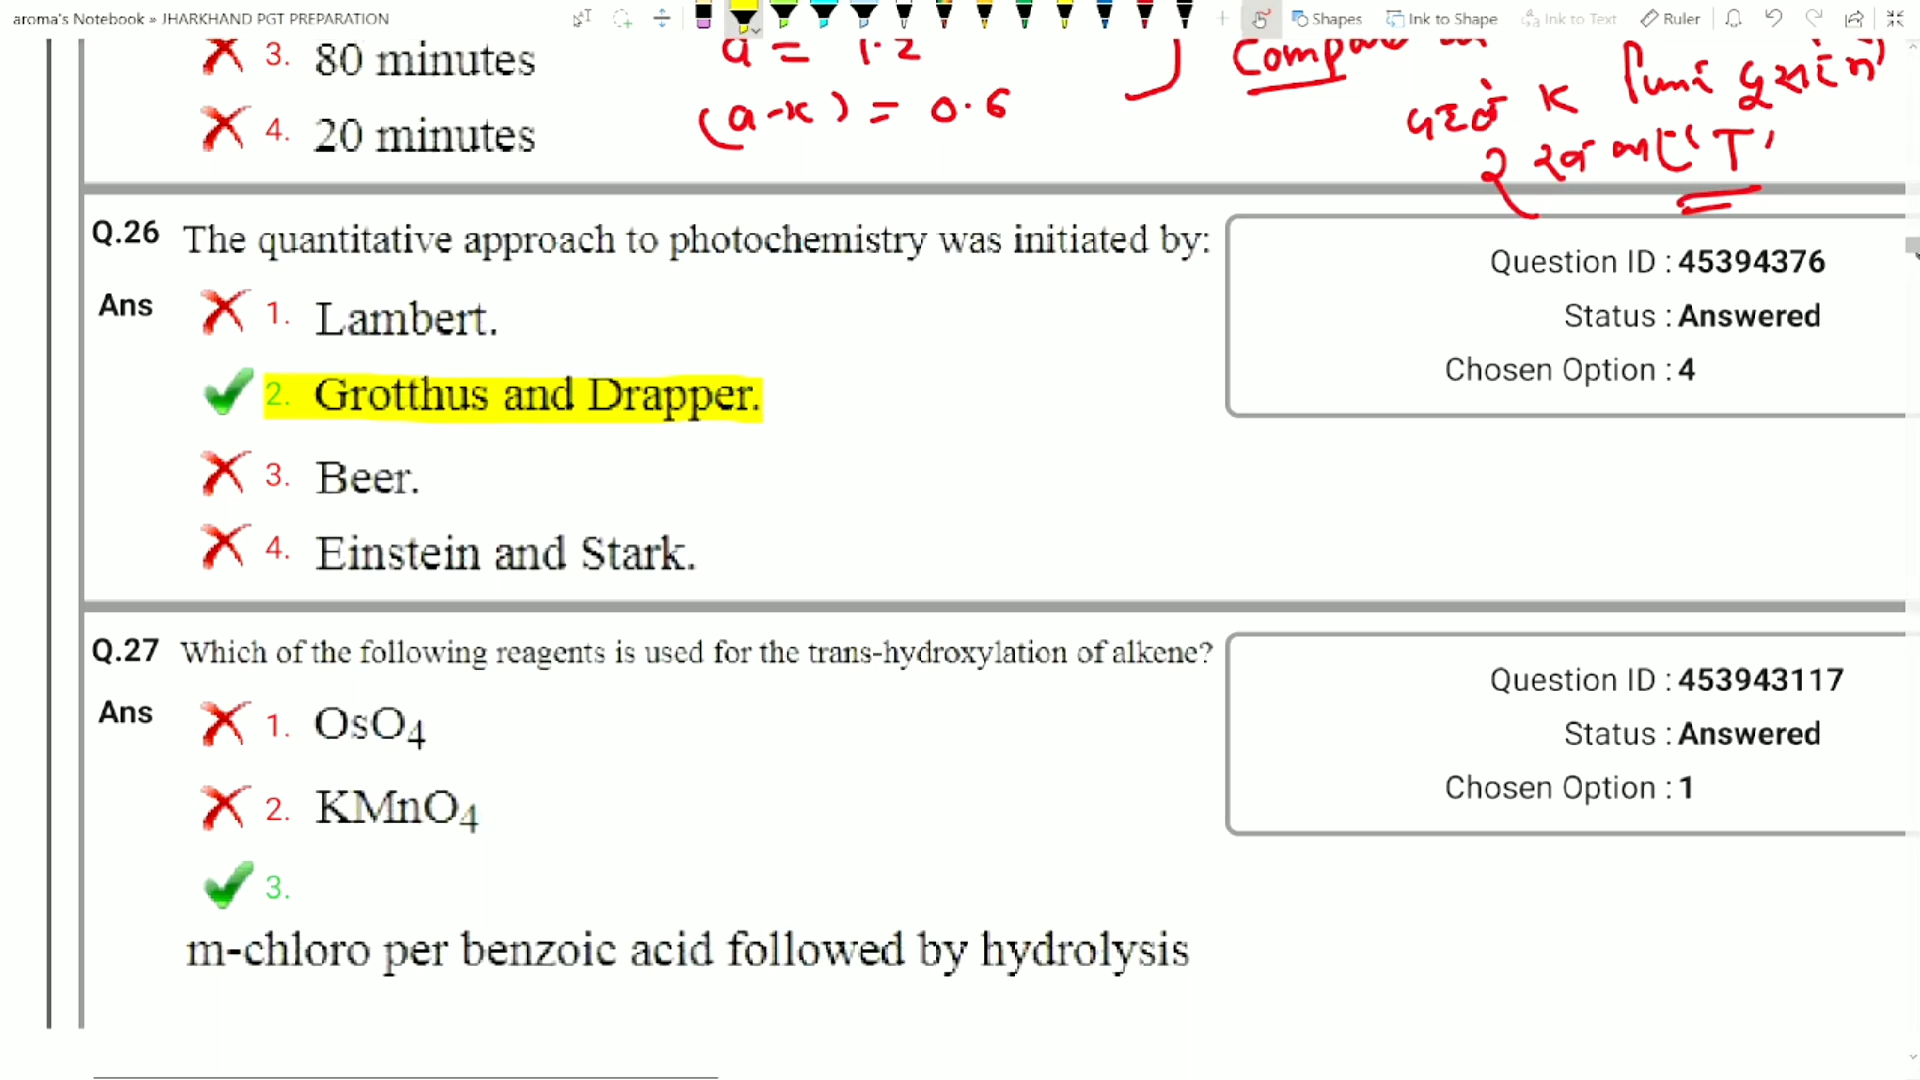 aroma's Notebook » JHARKHAND PGT PREPARATION
Shapes
Ink to Shape
Ink to Text
Ruler
3. 80 minutes
4. 20 minutes
a = 1.2
(a-x) = 0.6
Q.26 The quantitative approach to photochemistry was initiated by:
Ans
1. Lambert.
2. Grotthus and Drapper.
3. Beer.
4. Einstein and Stark.
Question ID : 45394376
Status : Answered
Chosen Option : 4
Q.27 Which of the following reagents is used for the trans-hydroxylation of alkene?
Ans
1. OsO4
2. KMnO4
3.
m-chloro per benzoic acid followed by hydrolysis
Question ID : 453943117
Status : Answered
Chosen Option : 1